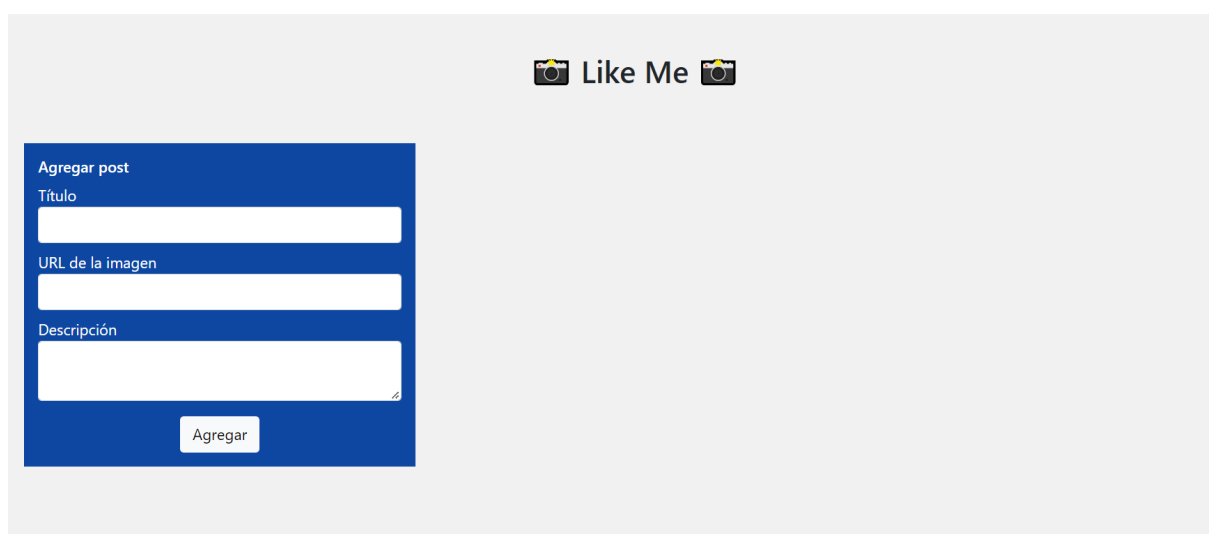 📸 Like Me 📸
Agregar post
Título
URL de la imagen
Descripción
Agregar